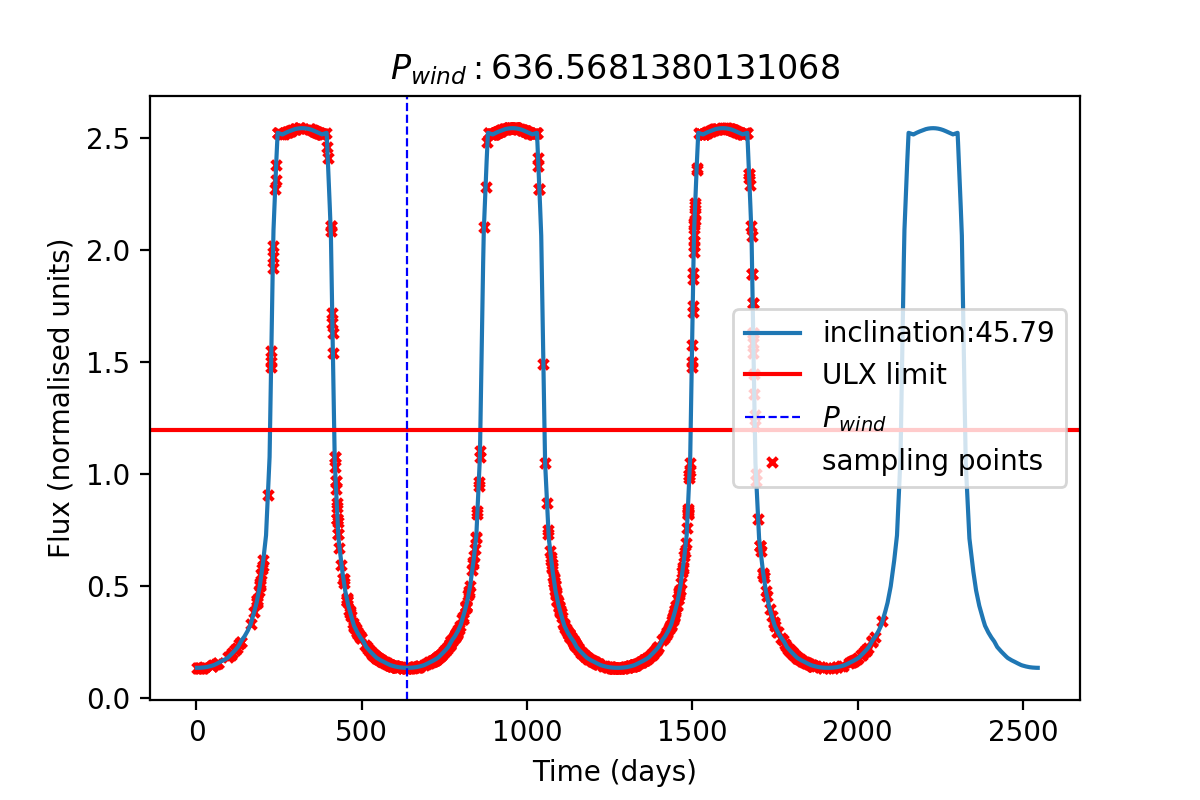 P_wind : 636.5681380131068
Flux (normalised units)
2.5
2.0
1.5
1.0
0.5
0.0
inclination:45.79
ULX limit
P_wind
sampling points
0 500 1000 1500 2000 2500
Time (days)